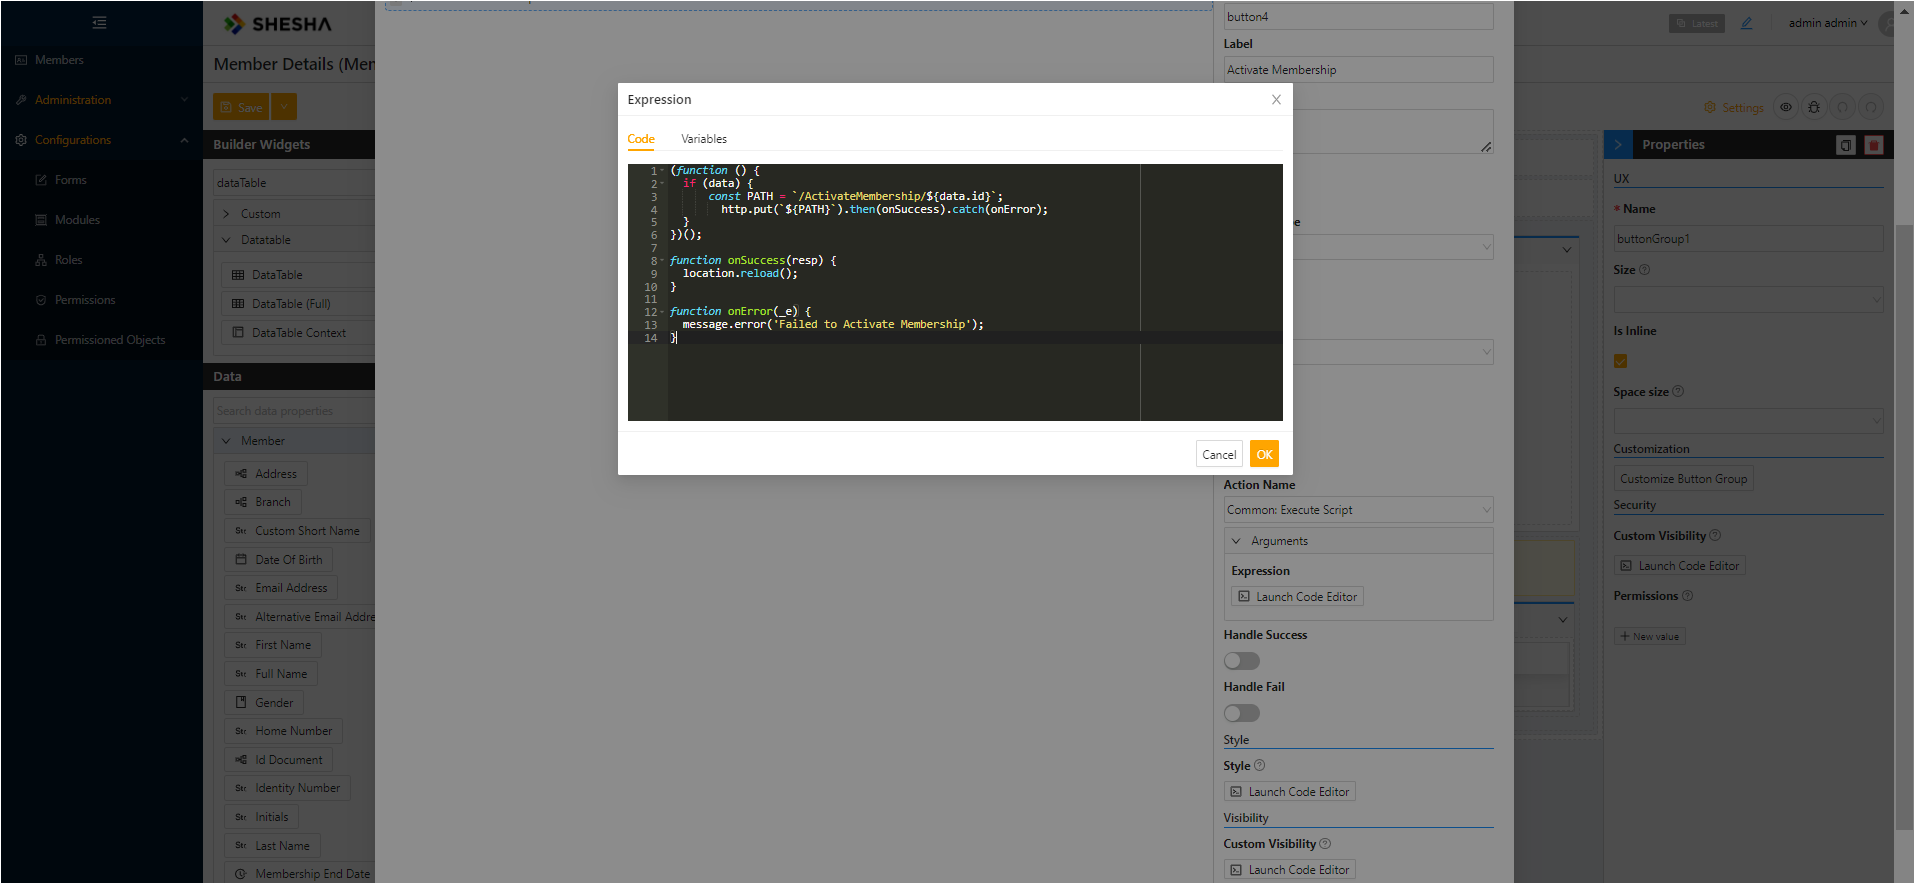 SHESHA
Latest
admin admin
Members
Administration
Configurations
Forms
Modules
Roles
Permissions
Permissioned Objects
Member Details (Mem
Save
Settings
Builder Widgets
dataTable
Custom
Datatable
DataTable
DataTable (Full)
DataTable Context
Data
Search data properties
Member
Address
Branch
Custom Short Name
Date Of Birth
Email Address
Alternative Email Addre
First Name
Full Name
Gender
Home Number
Id Document
Identity Number
Initials
Last Name
Membership End Date
Expression
Code
Variables
1 (function () {
2 if (data) {
3 const PATH = `/ActivateMembership/${data.id}`;
4 http.put(`${PATH}`).then(onSuccess).catch(onError);
5 }
6 })();
7
8 function onSuccess(resp) {
9 location.reload();
10 }
11
12 function onError(_e) {
13 message.error('Failed to Activate Membership');
14 }
Cancel
OK
button4
Label
Activate Membership
e
Action Name
Common: Execute Script
Arguments
Expression
Launch Code Editor
Handle Success
Handle Fail
Style
Style
Launch Code Editor
Visibility
Custom Visibility
Launch Code Editor
Properties
UX
* Name
buttonGroup1
Size
Is Inline
Space size
Customization
Customize Button Group
Security
Custom Visibility
Launch Code Editor
Permissions
+ New value